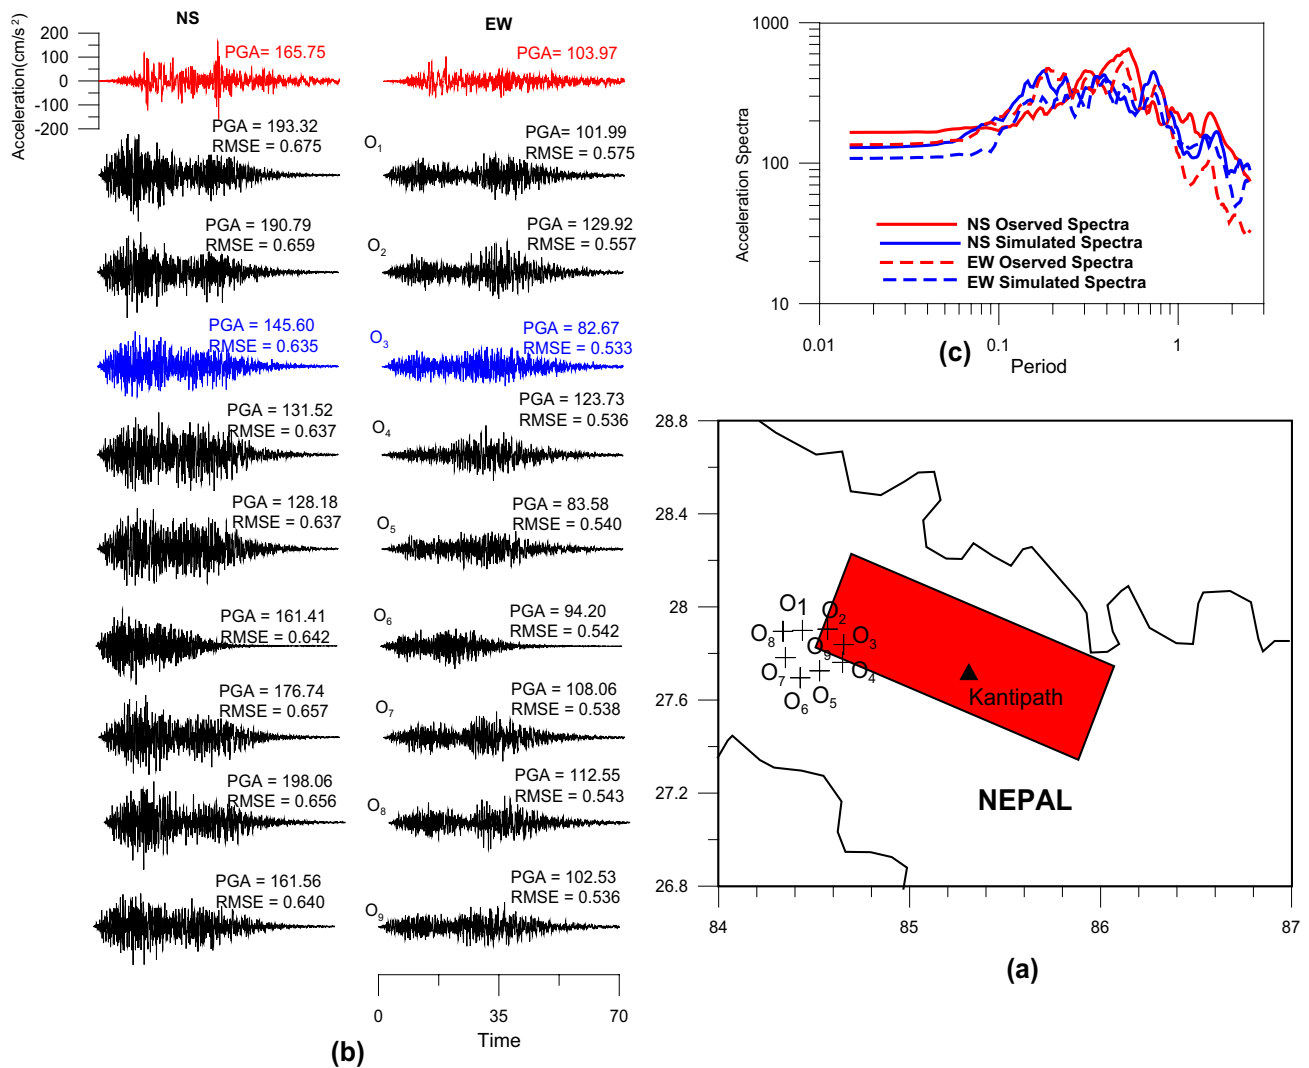 NS
EW
Acceleration(cm/s²)
200
100
0
-100
-200
PGA= 165.75
PGA= 103.97
PGA = 193.32
RMSE = 0.675
O1
PGA= 101.99
RMSE = 0.575
PGA = 190.79
RMSE = 0.659
O2
PGA = 129.92
RMSE = 0.557
PGA = 145.60
RMSE = 0.635
O3
PGA = 82.67
RMSE = 0.533
PGA = 131.52
RMSE = 0.637
O4
PGA = 123.73
RMSE = 0.536
PGA = 128.18
RMSE = 0.637
O5
PGA = 83.58
RMSE = 0.540
PGA = 161.41
RMSE = 0.642
O6
PGA = 94.20
RMSE = 0.542
PGA = 176.74
RMSE = 0.657
O7
PGA = 108.06
RMSE = 0.538
PGA = 198.06
RMSE = 0.656
O8
PGA = 112.55
RMSE = 0.543
PGA = 161.56
RMSE = 0.640
O9
PGA = 102.53
RMSE = 0.536
0
35
70
Time
(b)
Acceleration Spectra
1000
100
10
NS Oserved Spectra
NS Simulated Spectra
EW Oserved Spectra
EW Simulated Spectra
0.01
0.1
1
(c)
Period
28.8
28.4
28
27.6
27.2
26.8
O1
O2
O8
O3
O9
O7
O4
O6
O5
Kantipath
NEPAL
84
85
86
87
(a)